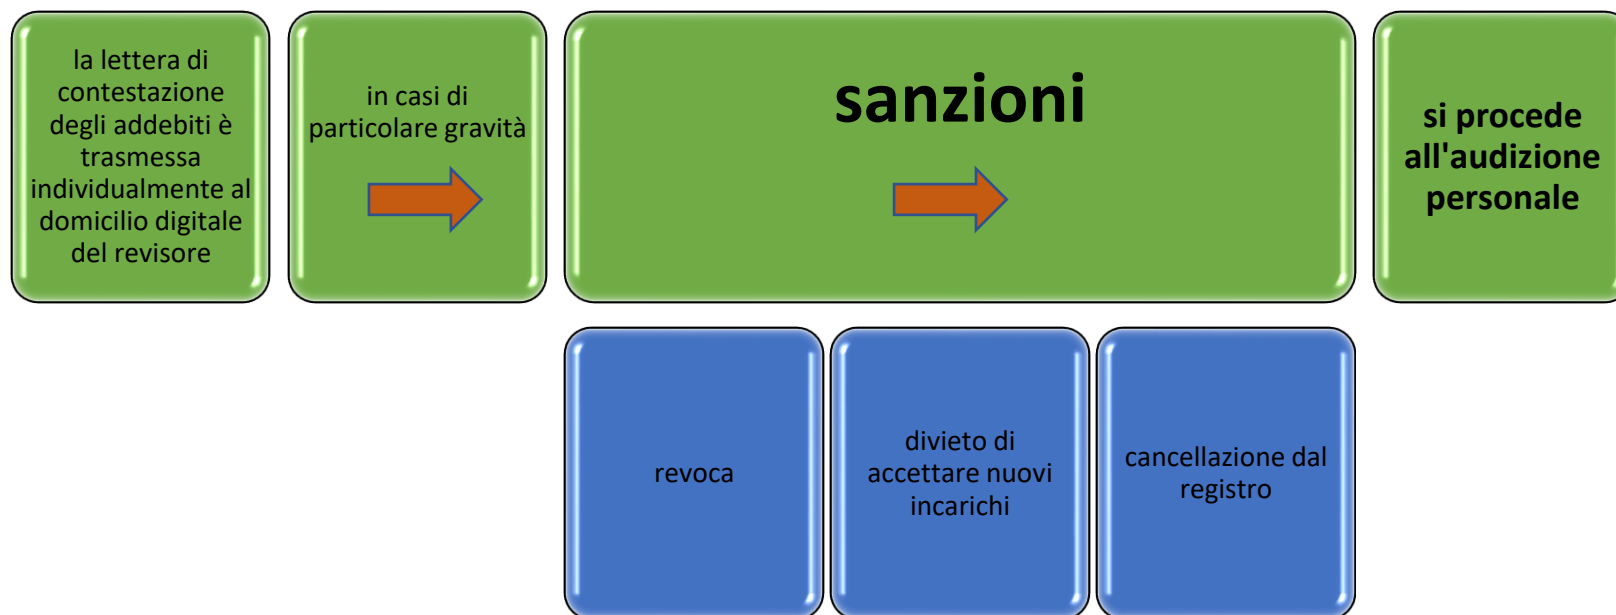 la lettera di
contestazione
degli addebiti è
trasmessa
individualmente al
domicilio digitale
del revisore
in casi di
particolare gravità
sanzioni
si procede
all'audizione
personale
revoca
divieto di
accettare nuovi
incarichi
cancellazione dal
registro